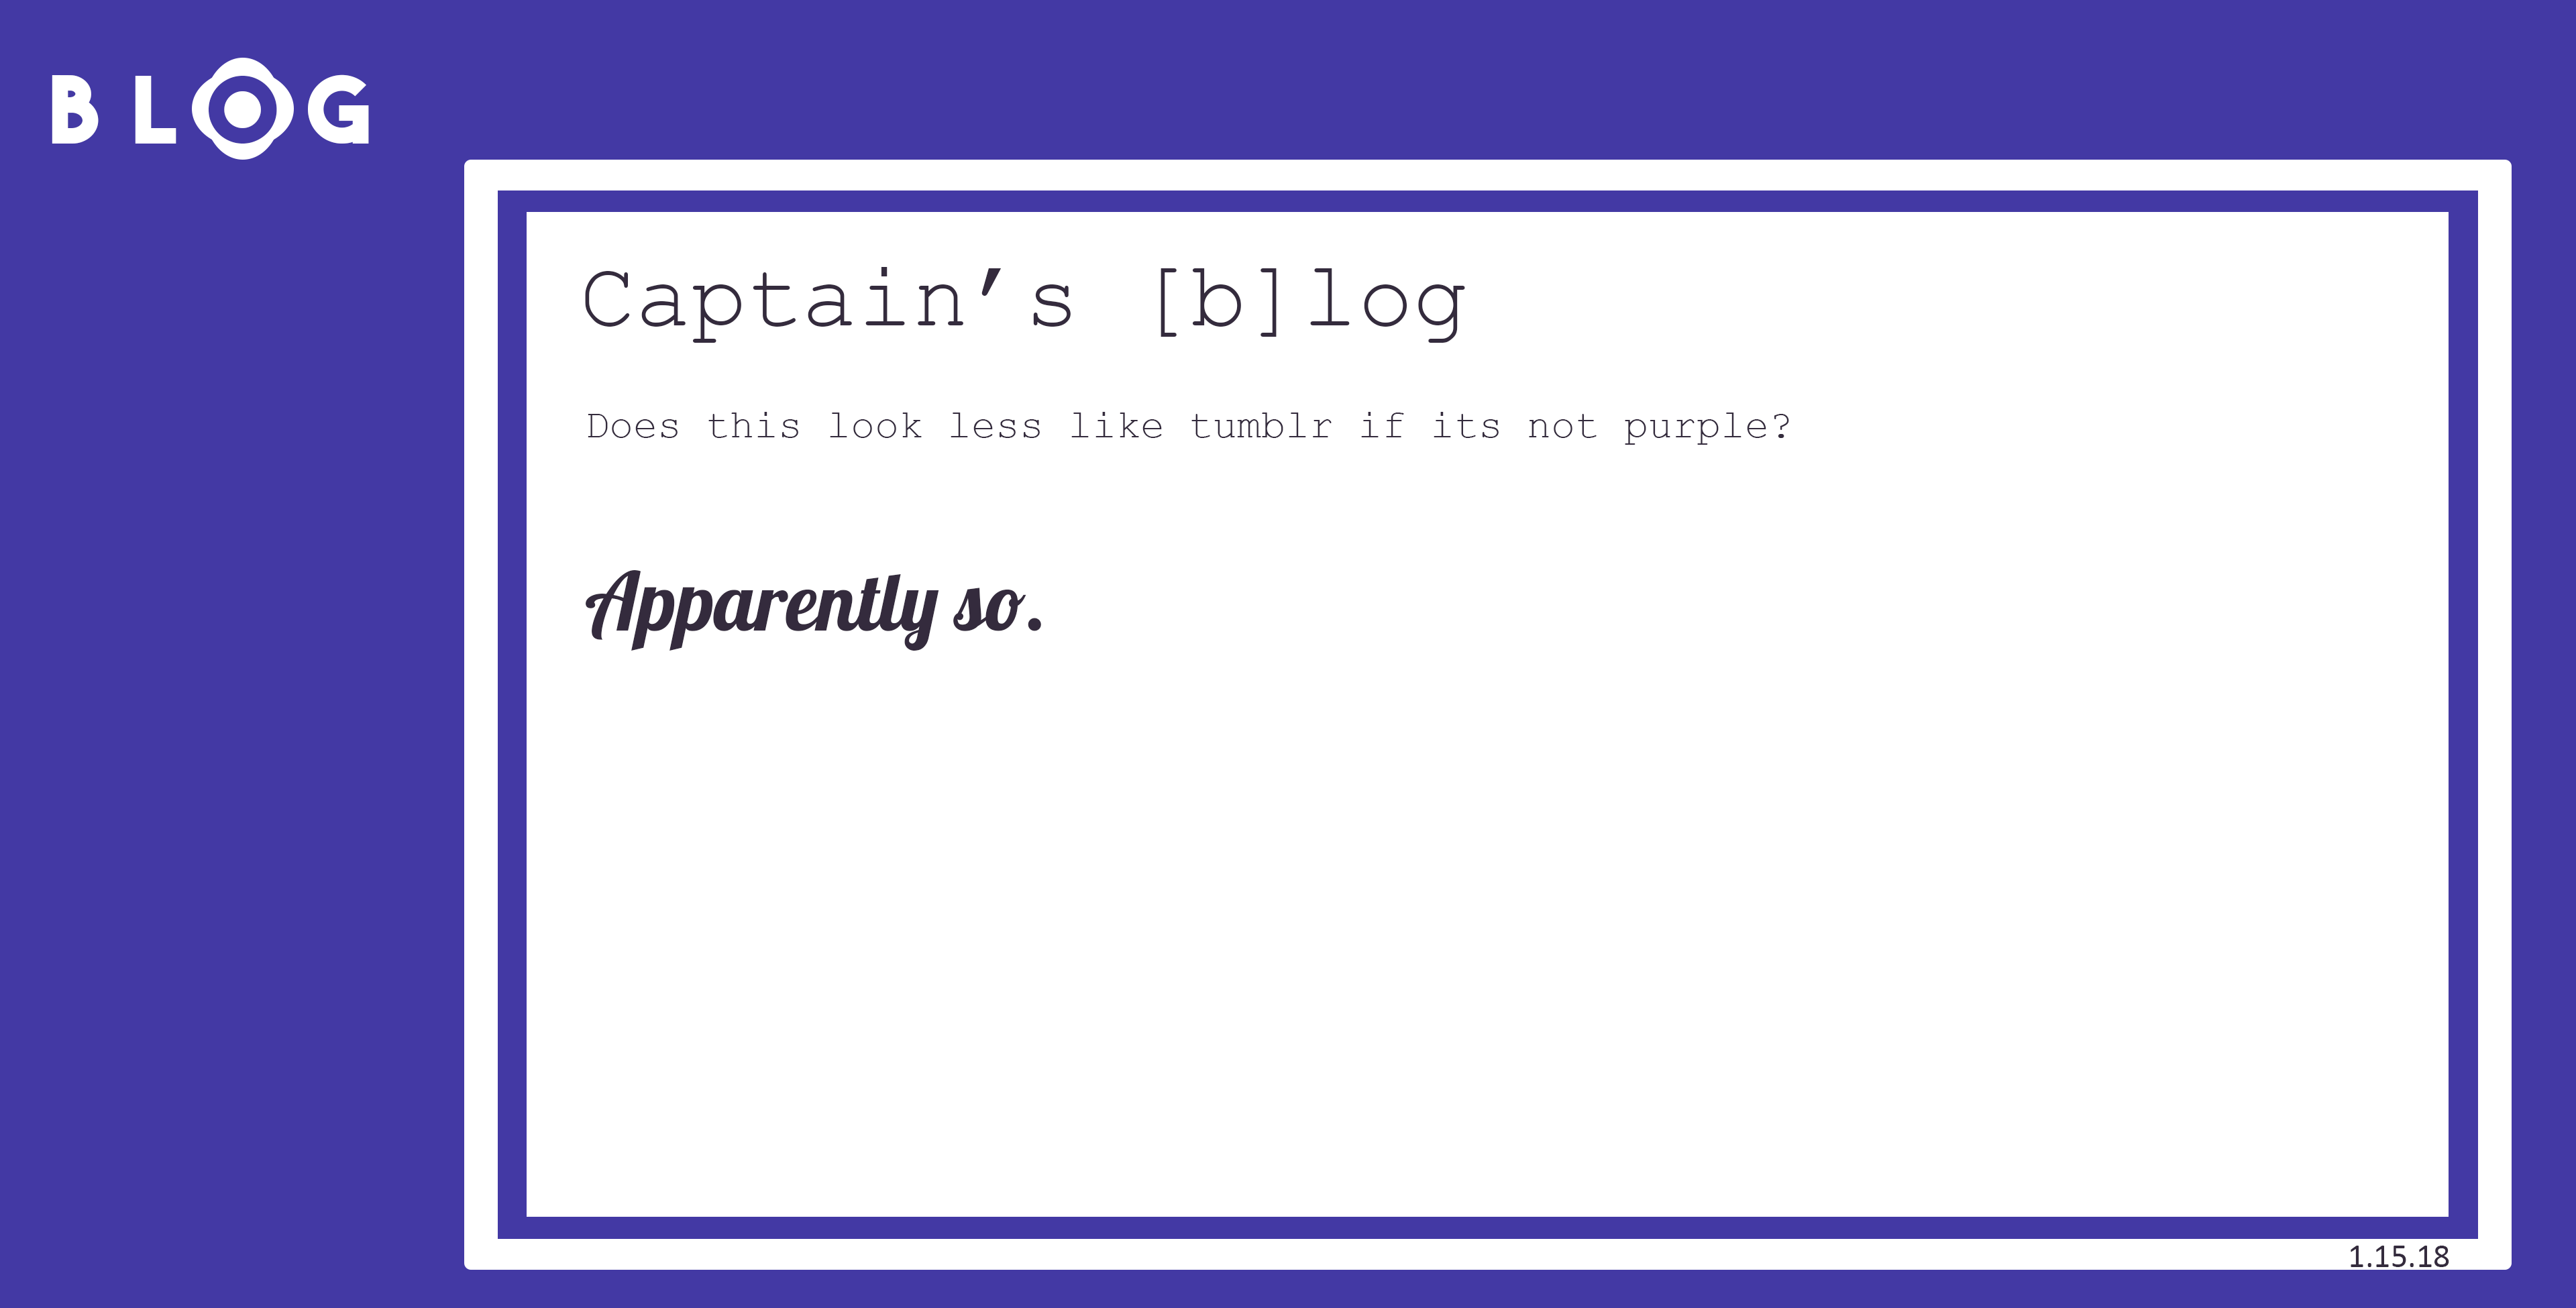 BLOG
Captain's [b]log
Does this look less like tumblr if its not purple?
Apparently so.
1.15.18